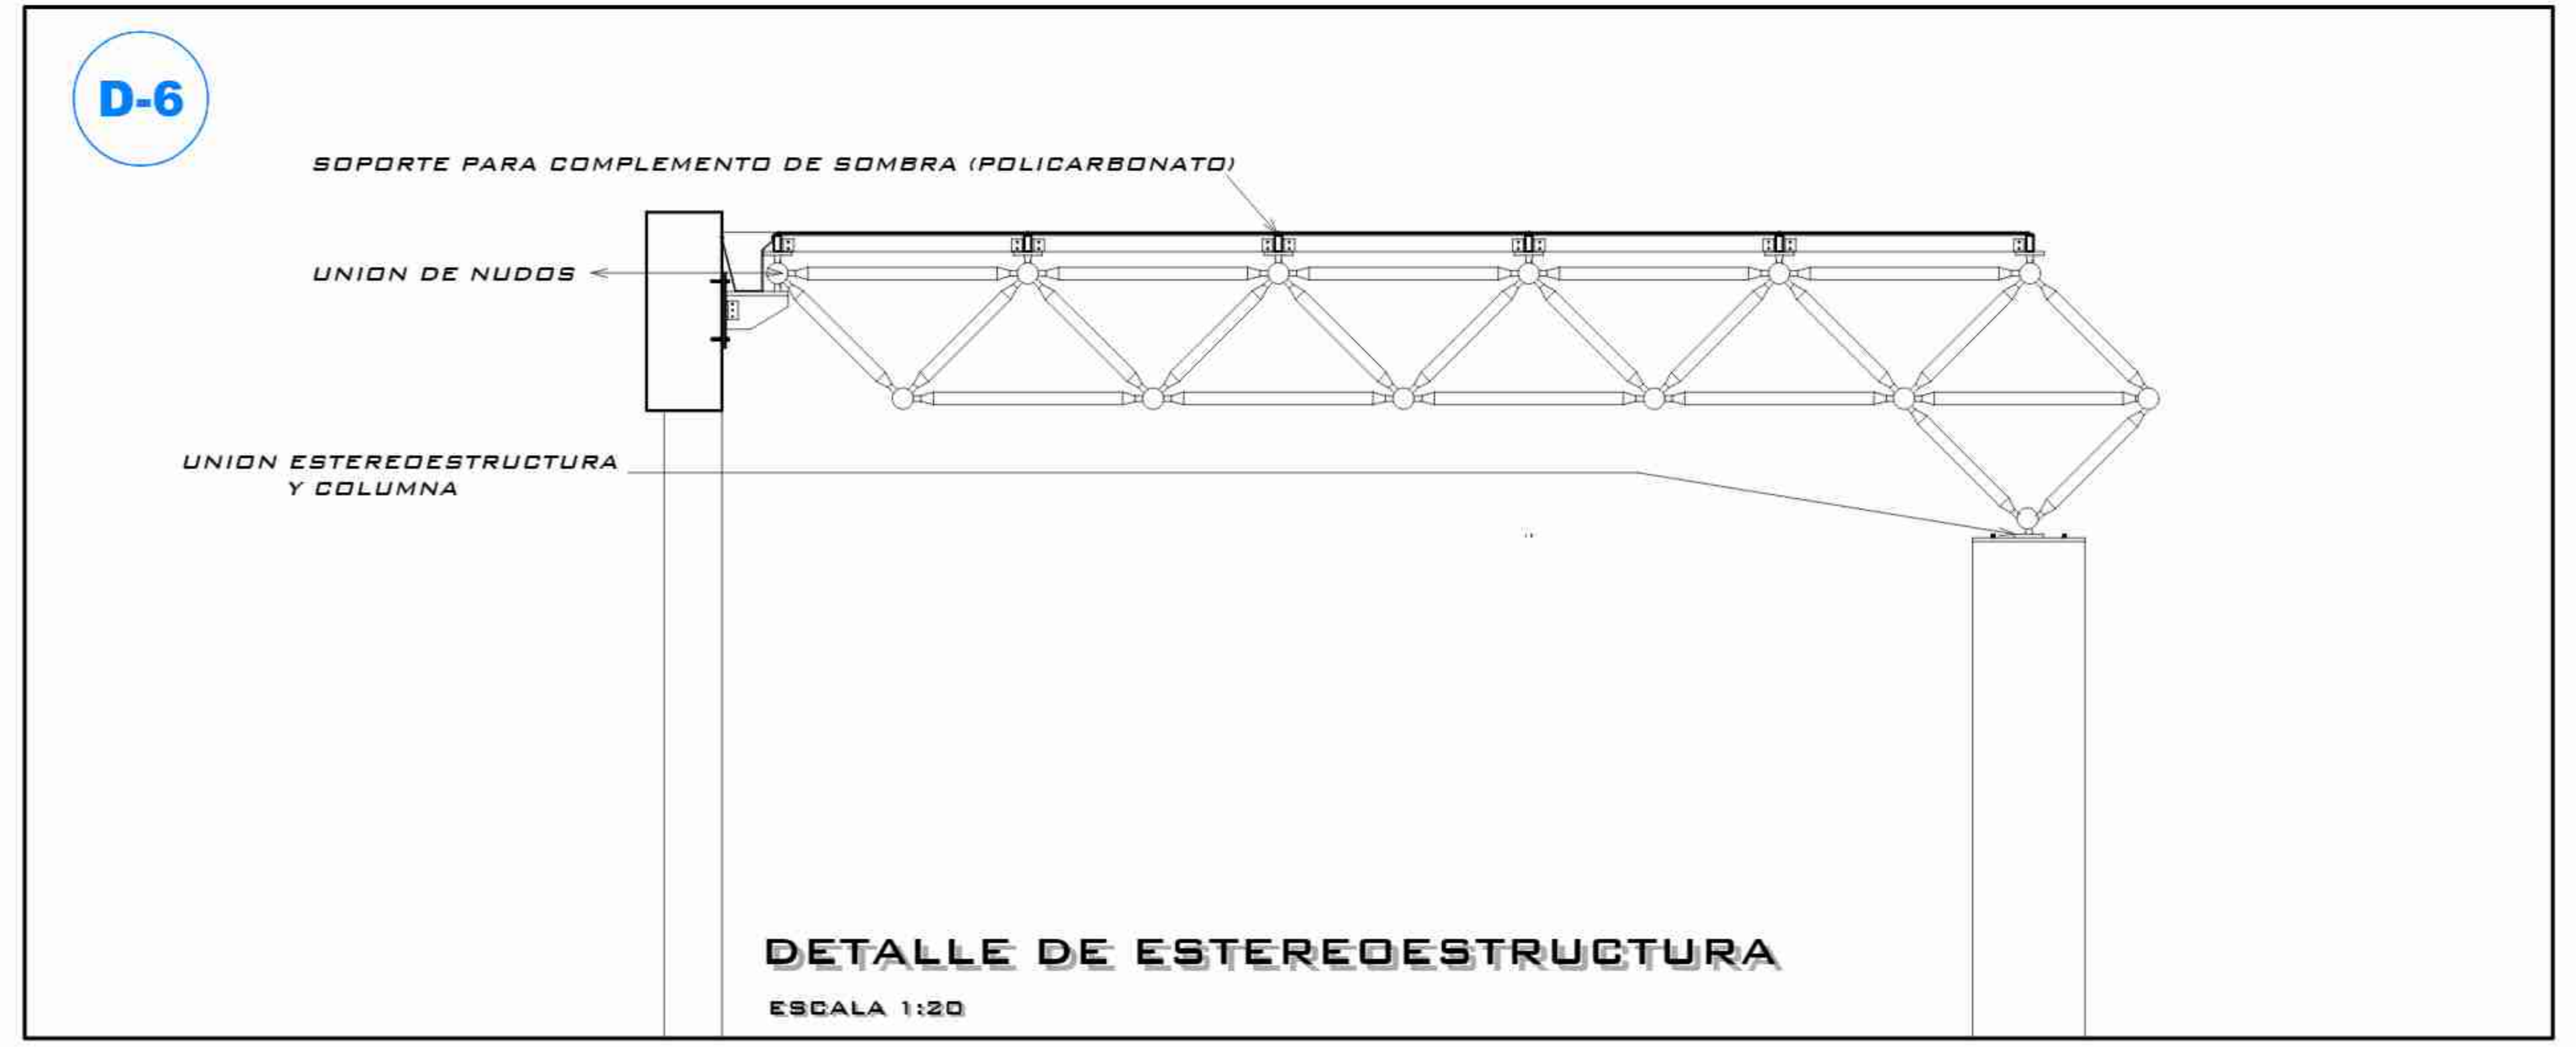 D-6
SOPORTE PARA COMPLEMENTO DE SOMBRA (POLICARBONATO)
UNION DE NUDOS
UNION ESTEREOESTRUCTURA
Y COLUMNA
DETALLE DE ESTEREOESTRUCTURA
ESCALA 1:20